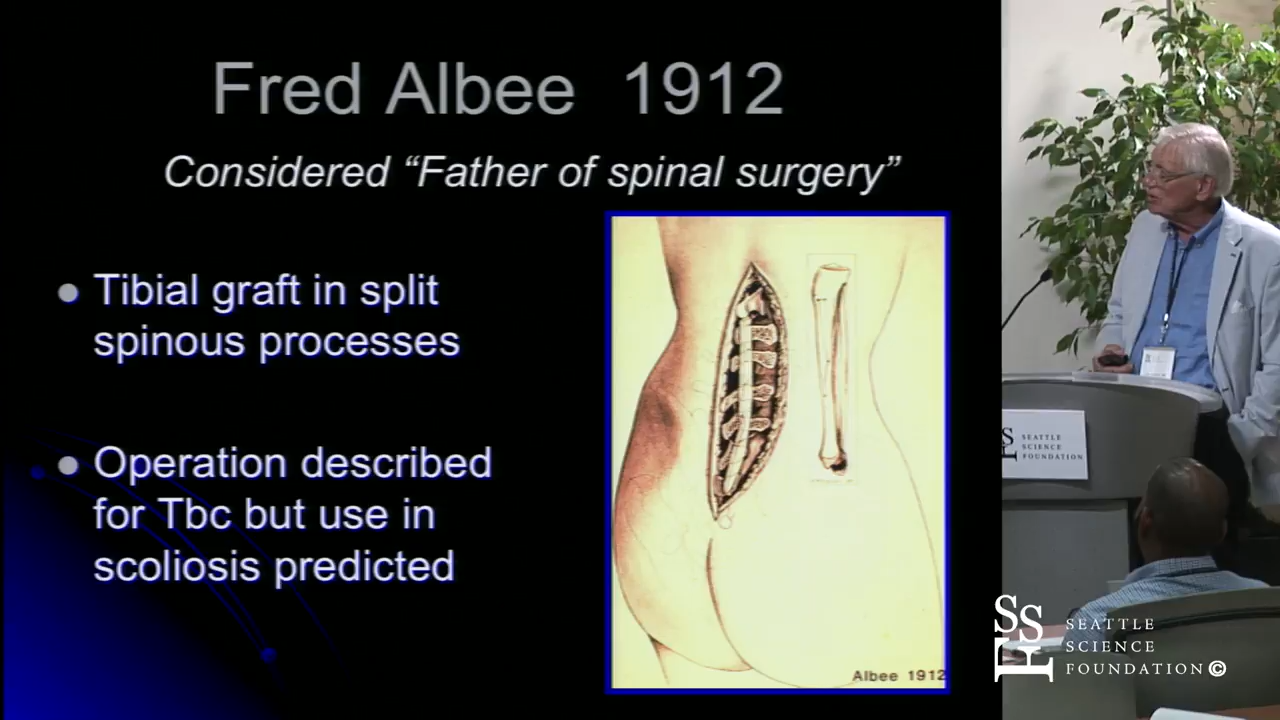 Fred Albee 1912
Considered “Father of spinal surgery”
Tibial graft in split
spinous processes
Operation described
for Tbc but use in
scoliosis predicted
Albee 1912
SEATTLE
SCIENCE
FOUNDATION
SSF
SEATTLE
SCIENCE
FOUNDATION©